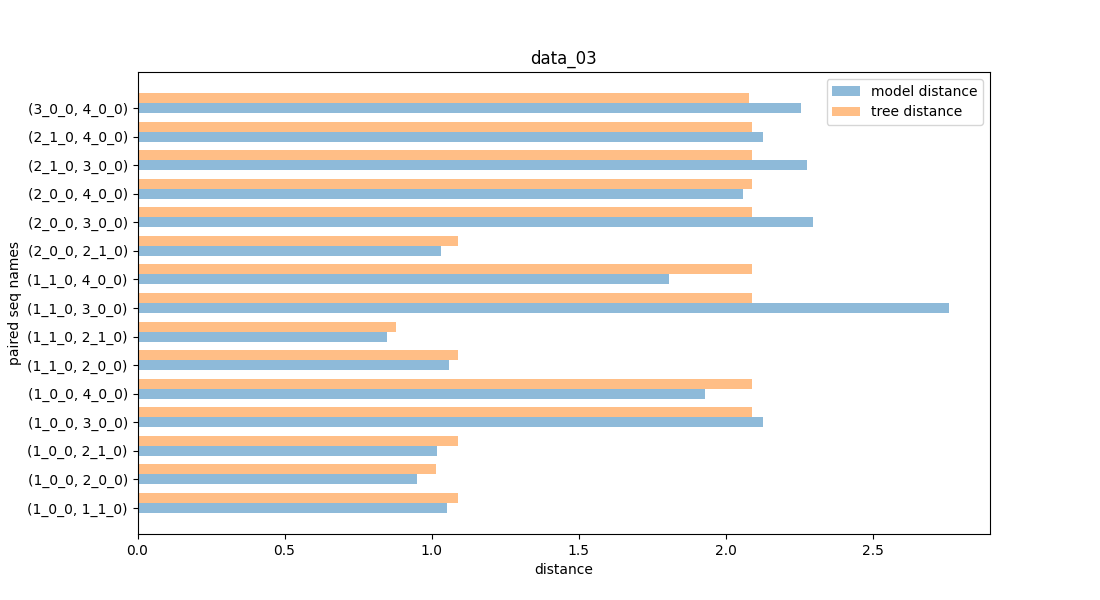 data_03
model distance
tree distance
paired seq names
(3_0_0, 4_0_0)
(2_1_0, 4_0_0)
(2_1_0, 3_0_0)
(2_0_0, 4_0_0)
(2_0_0, 3_0_0)
(2_0_0, 2_1_0)
(1_1_0, 4_0_0)
(1_1_0, 3_0_0)
(1_1_0, 2_1_0)
(1_1_0, 2_0_0)
(1_0_0, 4_0_0)
(1_0_0, 3_0_0)
(1_0_0, 2_1_0)
(1_0_0, 2_0_0)
(1_0_0, 1_1_0)
0.0 0.5 1.0 1.5 2.0 2.5
distance